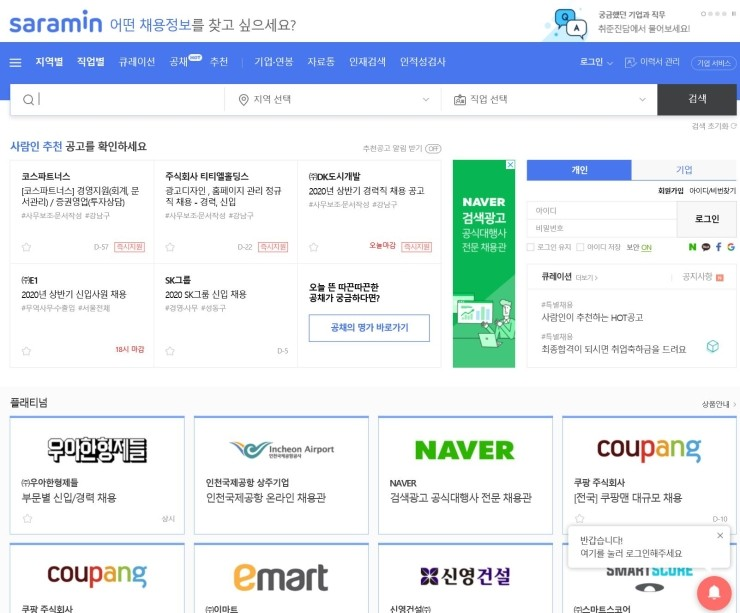 saramin 어떤 채용정보를 찾고 싶으세요?
궁금했던 기업과 직무
취준진담에서 물어보세요!
지역별 직업별 큐레이션 공채 추천 기업·연봉 자료통 인재검색 인적성검사
로그인 이력서 관리 기업 서비스
지역 선택 직업 선택 검색
검색 초기화
사람인 추천 공고를 확인하세요
추천공고 알림 받기 OFF
코스파트너스
[코스파트너스] 경영지원(회계, 문
서관리) / 증권영업(투자상담)
#사무보조·문서작성 #강남구
D-57 즉시지원
주식회사 티티엘홀딩스
광고디자인 , 홈페이지 관리 정규
직 채용 - 경력, 신입
#사무보조·문서작성 #강남구
D-22 즉시지원
㈜DK도시개발
2020년 상반기 경력직 채용 공고
#사무보조·문서작성 #강남구
오늘마감 즉시지원
㈜E1
2020년 상반기 신입사원 채용
#무역사무·수출입 #서울전체
18시 마감
SK그룹
2020 SK그룹 신입 채용
#경영·사무 #성동구
D-5
오늘 뜬 따끈따끈한
공채가 궁금하다면?
공채의 명가 바로가기
NAVER
검색광고
공식대행사
전문 채용관
개인 기업
회원가입 아이디/비번찾기
아이디
비밀번호
로그인
로그인 유지 아이디 저장 보안 ON
큐레이션 더보기> 공지사항 N
#특별채용
사람인이 추천하는 HOT공고
#특별채용
최종합격이 되시면 취업축하금을 드려요
플래티넘
상품안내 >
우아한형제들
㈜우아한형제들
부문별 신입/경력 채용
상시
Incheon Airport
인천국제공항공사
인천국제공항 상주기업
인천국제공항 온라인 채용관
NAVER
NAVER
검색광고 공식대행사 전문 채용관
coupang
쿠팡 주식회사
[전국] 쿠팡맨 대규모 채용
D-10
반갑습니다!
여기를 눌러 로그인해주세요
coupang
쿠팡 주식회사
emart
㈜이마트
신영건설
신영건설㈜
SMARTSCORE
㈜스마트스코어